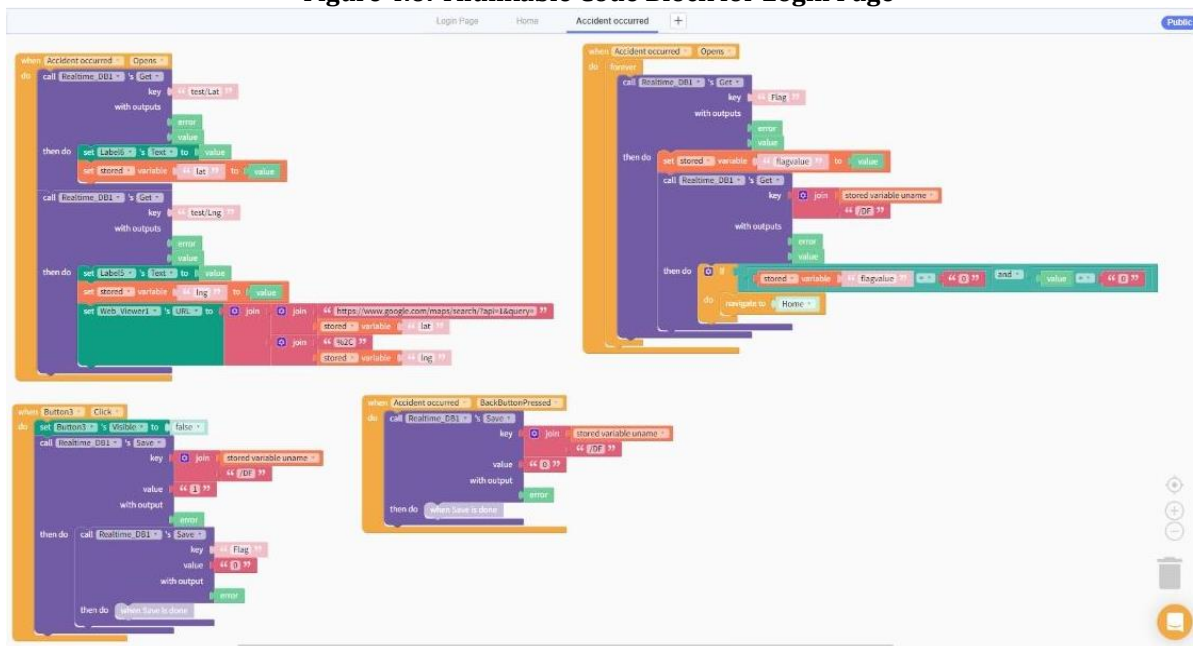 Figure 4.6: Thunkable Code Block for Login Page
Login Page Home Accident occurred +
Public
when Accident occurred Opens
do call Realtime_DB1 's Get
key “ test/Lat ”
with outputs
error
value
then do set Label6 's Text to value
set stored variable “ lat ” to value
call Realtime_DB1 's Get
key “ test/Lng ”
with outputs
error
value
then do set Label5 's Text to value
set stored variable “ lng ” to value
set Web_Viewer1 's URL to join join “ https://www.google.com/maps/search/?api=1&query= ”
stored variable “ lat ”
join “ %2C ”
stored variable “ lng ”
when Accident occurred Opens
do forever
call Realtime_DB1 's Get
key “ Flag ”
with outputs
error
value
then do set stored variable “ flagvalue ” to value
call Realtime_DB1 's Get
key join stored variable uname
“ /DF ”
with outputs
error
value
then do if stored variable “ flagvalue ” = “ 0 ” and value = “ 0 ”
do navigate to Home
when Button3 Click
do set Button3 's Visible to false
call Realtime_DB1 's Save
key join stored variable uname
“ /DF ”
value “ 1 ”
with output
error
then do call Realtime_DB1 's Save
key “ Flag ”
value “ 0 ”
with output
error
then do when Save is done
when Accident occurred BackButtonPressed
do call Realtime_DB1 's Save
key join stored variable uname
“ /DF ”
value “ 0 ”
with output
error
then do when Save is done